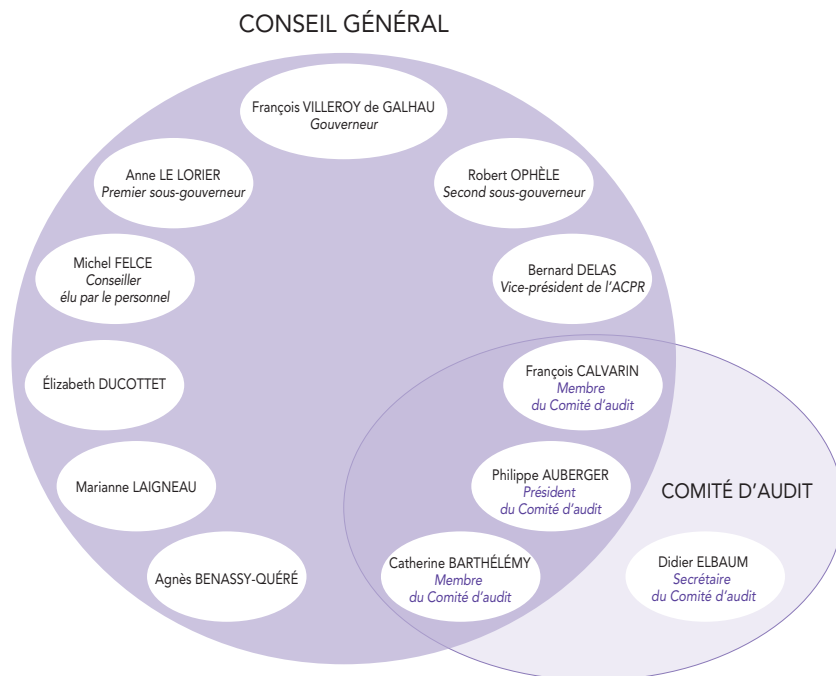 CONSEIL GÉNÉRAL
François VILLEROY de GALHAU
Gouverneur
Anne LE LORIER
Premier sous-gouverneur
Robert OPHÈLE
Second sous-gouverneur
Michel FELCE
Conseiller
élu par le personnel
Bernard DELAS
Vice-président de l'ACPR
Élizabeth DUCOTTET
François CALVARIN
Membre
du Comité d'audit
Marianne LAIGNEAU
Philippe AUBERGER
Président
du Comité d'audit
COMITÉ D'AUDIT
Agnès BENASSY-QUÉRÉ
Catherine BARTHÉLÉMY
Membre
du Comité d'audit
Didier ELBAUM
Secrétaire
du Comité d'audit